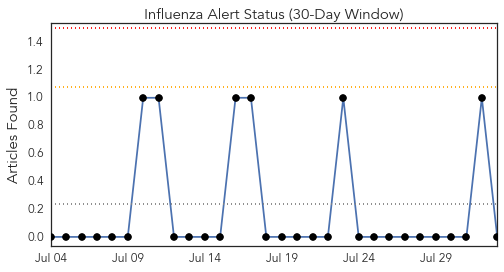 Influenza Alert Status (30-Day Window)
Articles Found
1.4
1.2
1.0
0.8
0.6
0.4
0.2
0.0
Jul 04 Jul 09 Jul 14 Jul 19 Jul 24 Jul 29